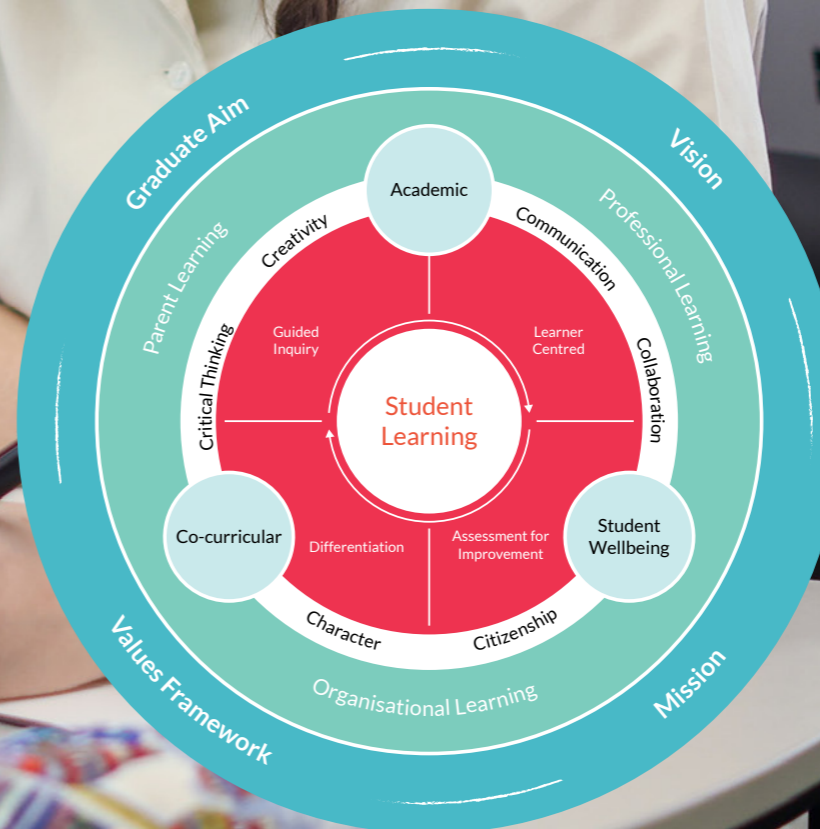 Graduate Aim
Vision
Parent Learning
Professional Learning
Academic
Creativity
Communication
Critical Thinking
Collaboration
Guided
Inquiry
Learner
Centred
Student
Learning
Co-curricular
Differentiation
Assessment for
Improvement
Student
Wellbeing
Character
Citizenship
Organisational Learning
Values Framework
Mission